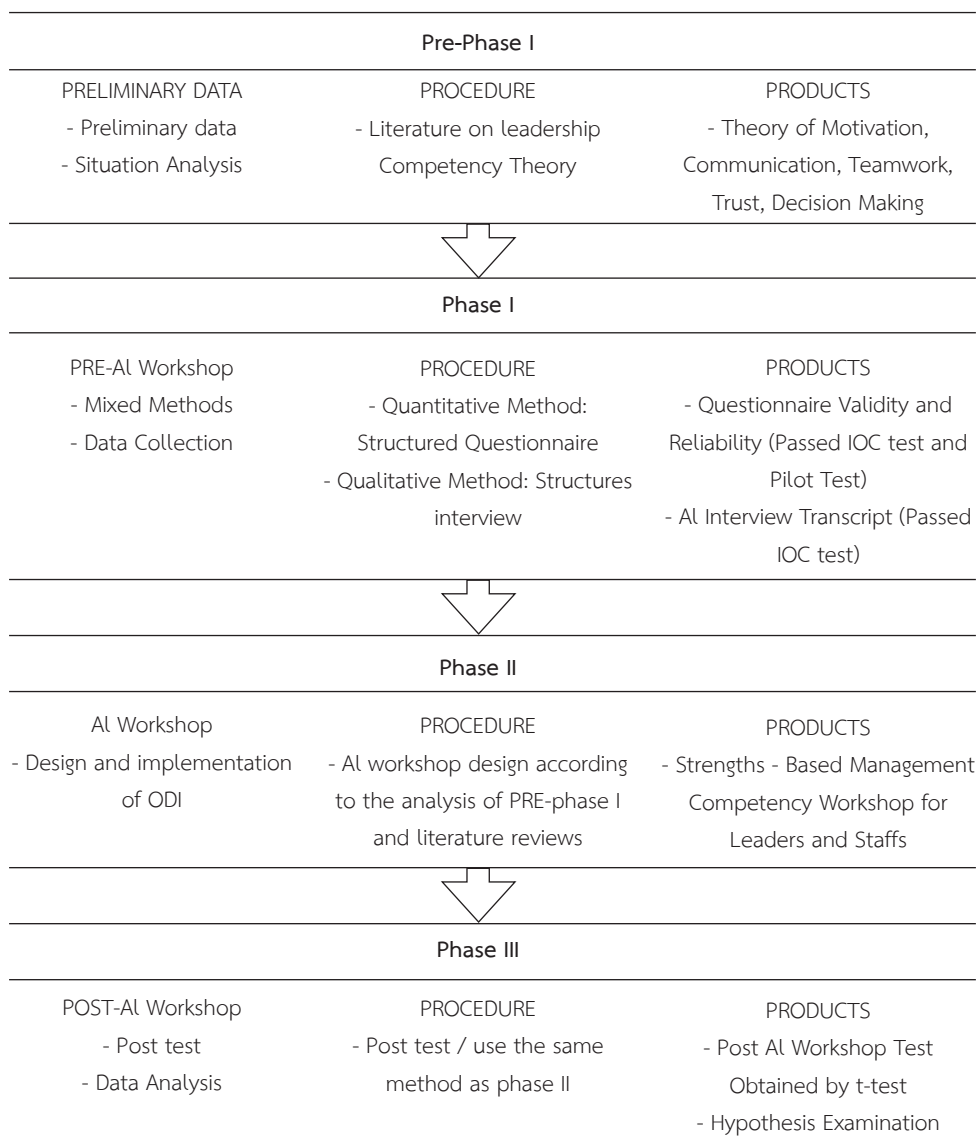 Pre-Phase I
PRELIMINARY DATA
- Preliminary data
- Situation Analysis
PROCEDURE
- Literature on leadership
Competency Theory
PRODUCTS
- Theory of Motivation,
Communication, Teamwork,
Trust, Decision Making
Phase I
PRE-Al Workshop
- Mixed Methods
- Data Collection
PROCEDURE
- Quantitative Method:
Structured Questionnaire
- Qualitative Method: Structures
interview
PRODUCTS
- Questionnaire Validity and
Reliability (Passed IOC test and
Pilot Test)
- Al Interview Transcript (Passed
IOC test)
Phase II
Al Workshop
- Design and implementation
of ODI
PROCEDURE
- Al workshop design according
to the analysis of PRE-phase I
and literature reviews
PRODUCTS
- Strengths - Based Management
Competency Workshop for
Leaders and Staffs
Phase III
POST-Al Workshop
- Post test
- Data Analysis
PROCEDURE
- Post test / use the same
method as phase II
PRODUCTS
- Post Al Workshop Test
Obtained by t-test
- Hypothesis Examination